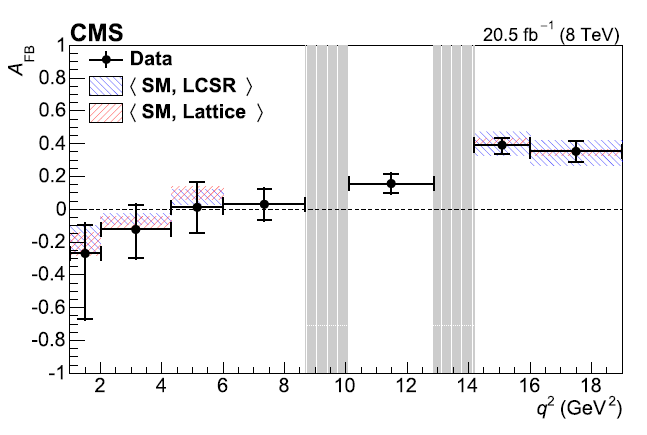 CMS
20.5 fb⁻¹ (8 TeV)
A_FB
Data
⟨ SM, LCSR ⟩
⟨ SM, Lattice ⟩
1
0.8
0.6
0.4
0.2
0
-0.2
-0.4
-0.6
-0.8
-1
2 4 6 8 10 12 14 16 18
q² (GeV²)